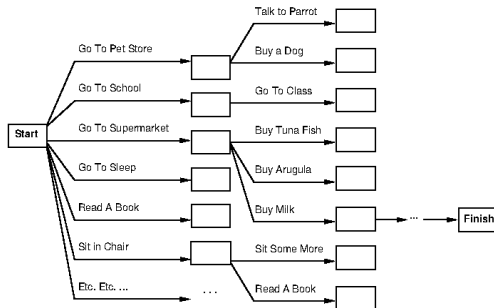 Talk to Parrot
Go To Pet Store
Buy a Dog
Go To School
Go To Class
Start
Go To Supermarket
Buy Tuna Fish
Go To Sleep
Buy Arugula
Read A Book
Buy Milk
...
Finish
Sit in Chair
Sit Some More
Etc. Etc. ...
...
Read A Book